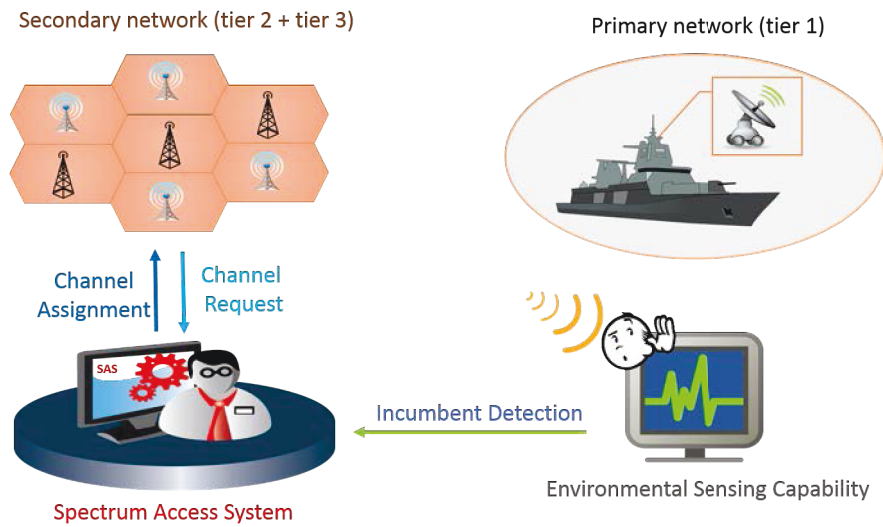 Secondary network (tier 2 + tier 3)
Primary network (tier 1)
Channel
Assignment
Channel
Request
SAS
Incumbent Detection
Spectrum Access System
Environmental Sensing Capability